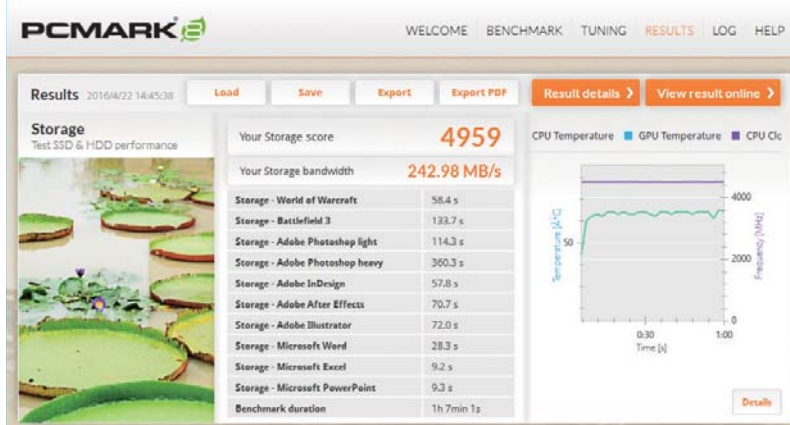 PCMARK 8
WELCOME BENCHMARK TUNING RESULTS LOG HELP
Results 2016/4/22 14:45:38 Load Save Export Export PDF Result details ❯ View result online ❯
Storage
Test SSD & HDD performance
Your Storage score 4959
Your Storage bandwidth 242.98 MB/s
Storage - World of Warcraft 58.4 s
Storage - Battlefield 3 133.7 s
Storage - Adobe Photoshop light 114.3 s
Storage - Adobe Photoshop heavy 360.3 s
Storage - Adobe InDesign 57.8 s
Storage - Adobe After Effects 70.7 s
Storage - Adobe Illustrator 72.0 s
Storage - Microsoft Word 28.3 s
Storage - Microsoft Excel 9.2 s
Storage - Microsoft PowerPoint 9.3 s
Benchmark duration 1h 7min 1s
CPU Temperature GPU Temperature CPU Clc
Temperature [Â°C]
50
4000
2000
0
Frequency [MHz]
0:30 1:00
Time [s]
Details